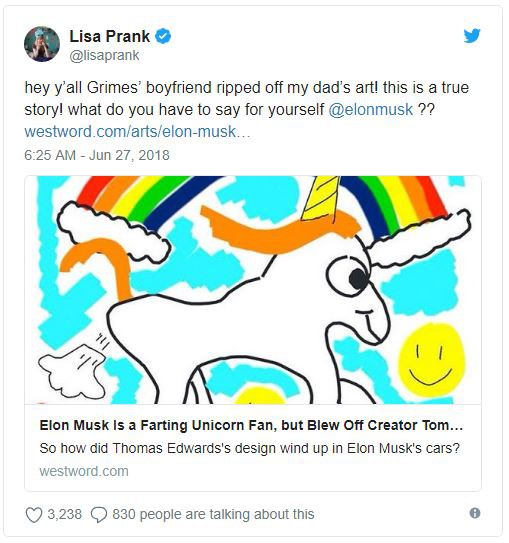 Lisa Prank
@lisaprank
hey y'all Grimes' boyfriend ripped off my dad's art! this is a true
story! what do you have to say for yourself @elonmusk ??
westword.com/arts/elon-musk…
6:25 AM - Jun 27, 2018
Elon Musk Is a Farting Unicorn Fan, but Blew Off Creator Tom…
So how did Thomas Edwards's design wind up in Elon Musk's cars?
westword.com
3,238 830 people are talking about this